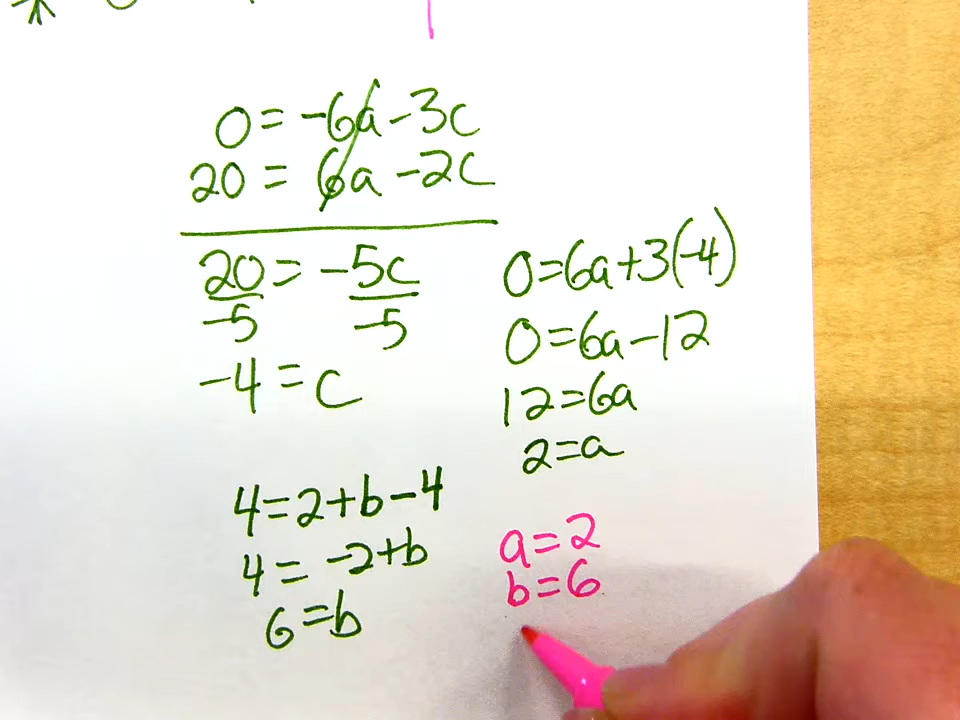 0 = -6a - 3c
20 = 6a - 2c
20 = -5c
-5 -5
-4 = c
0=6a+3(-4)
0=6a-12
12=6a
2=a
4=2+b-4
4= -2+b
6=b
a=2
b=6